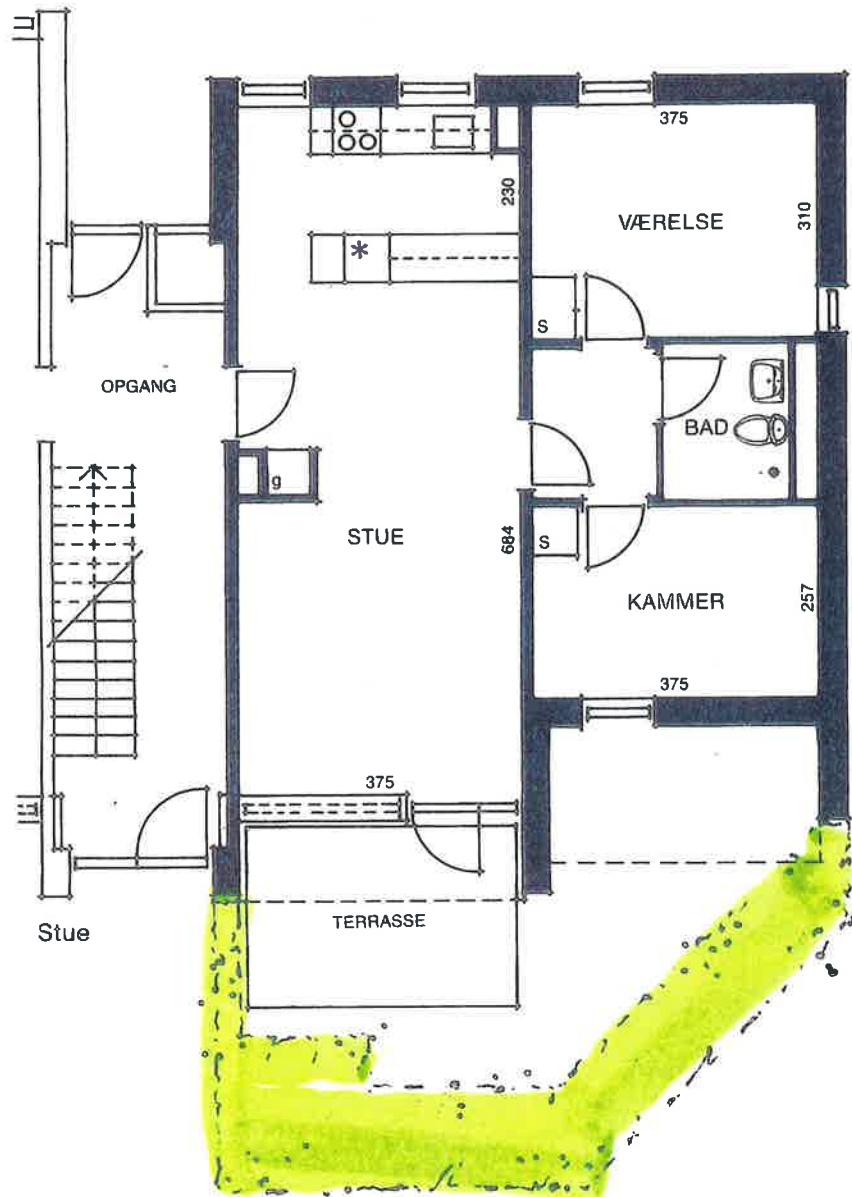 375
230
VÆRELSE
310
*
S
OPGANG
BAD
g
STUE
684
S
KAMMER
257
375
375
TERRASSE
Stue